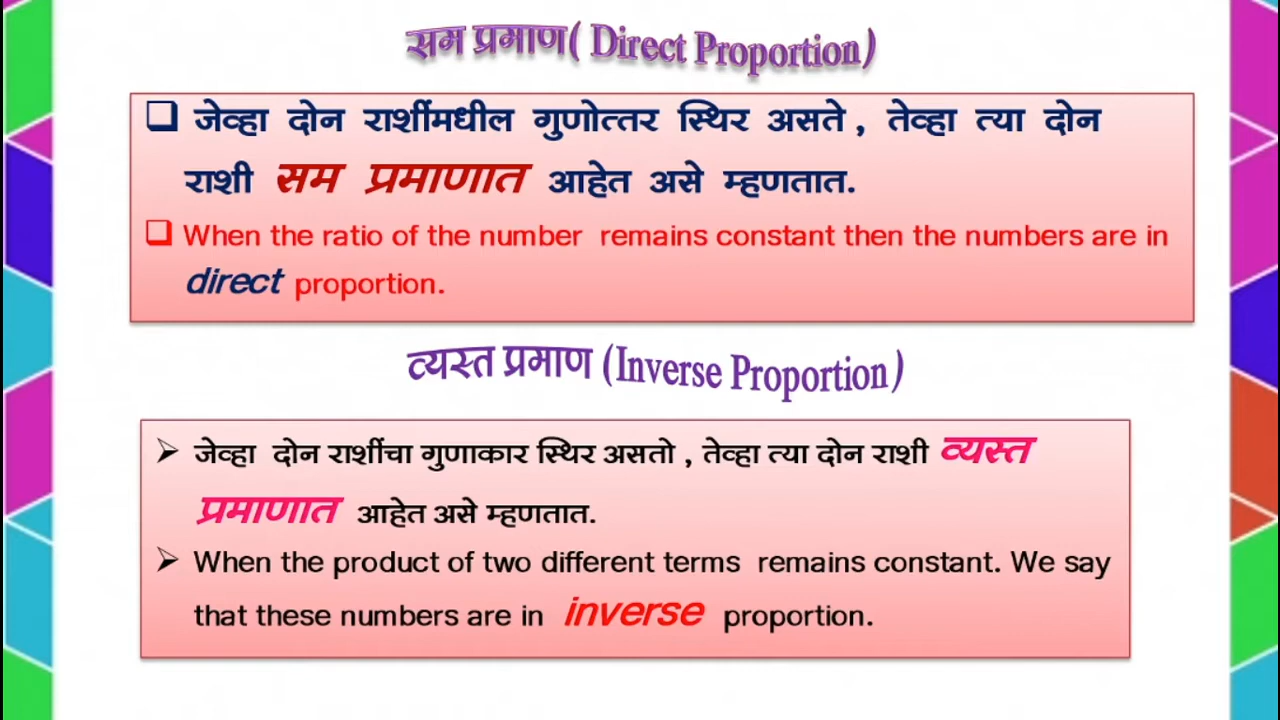 सम प्रमाण( Direct Proportion)
जेव्हा दोन राशींमधील गुणोत्तर स्थिर असते , तेव्हा त्या दोन
राशी सम प्रमाणात आहेत असे म्हणतात.
When the ratio of the number remains constant then the numbers are in
direct proportion.
व्यस्त प्रमाण (Inverse Proportion)
जेव्हा दोन राशींचा गुणाकार स्थिर असतो , तेव्हा त्या दोन राशी व्यस्त
प्रमाणात आहेत असे म्हणतात.
When the product of two different terms remains constant. We say
that these numbers are in inverse proportion.